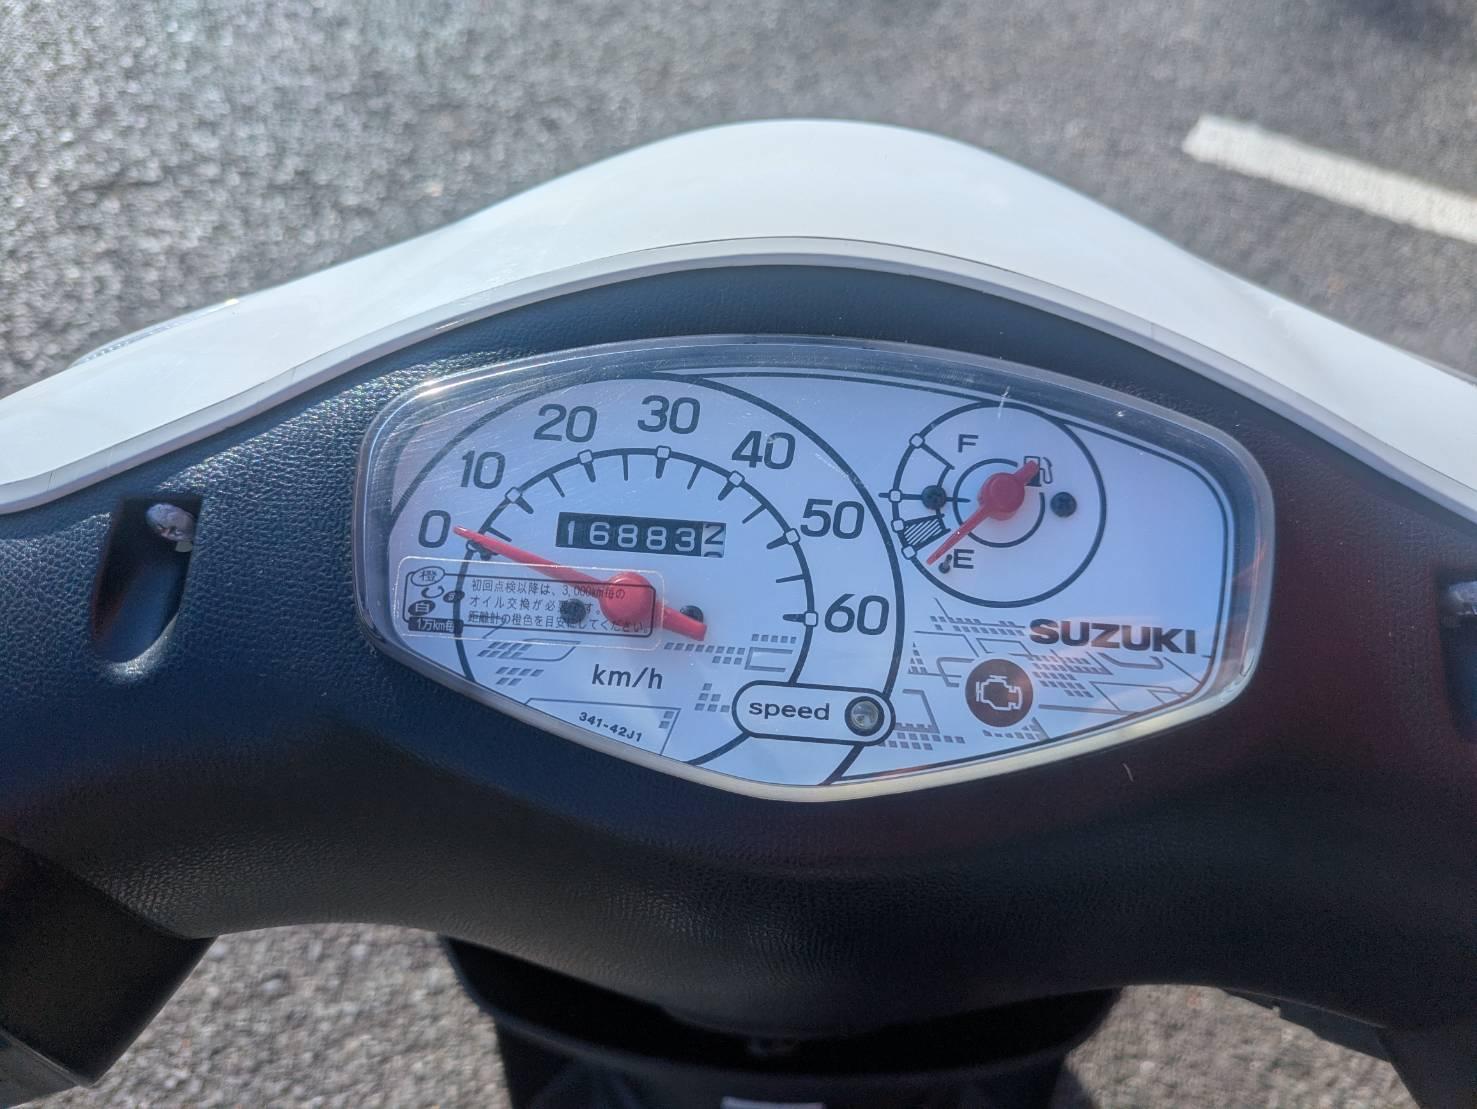 0
10
20
30
40
50
60
16883
F
E
橙
白
1万km毎
初回点検以降は、3,000km毎の
オイル交換が必要です。
距離計の橙色を目安にしてください。
km/h
speed
SUZUKI
341-42J1